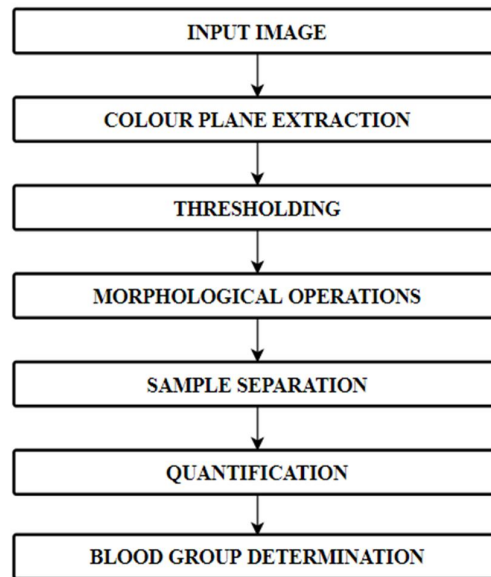 INPUT IMAGE
COLOUR PLANE EXTRACTION
THRESHOLDING
MORPHOLOGICAL OPERATIONS
SAMPLE SEPARATION
QUANTIFICATION
BLOOD GROUP DETERMINATION